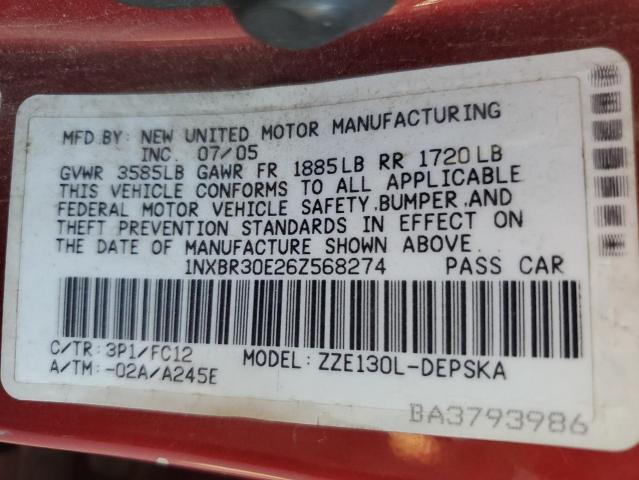 MFD.BY: NEW UNITED MOTOR MANUFACTURING
INC. 07/05
GVWR 3585LB GAWR FR 1885LB RR 1720LB
THIS VEHICLE CONFORMS TO ALL APPLICABLE
FEDERAL MOTOR VEHICLE SAFETY,BUMPER,AND
THEFT PREVENTION STANDARDS IN EFFECT ON
THE DATE OF MANUFACTURE SHOWN ABOVE.
1NXBR30E26Z568274 PASS CAR
C/TR: 3P1/FC12 MODEL: ZZE130L-DEPSKA
A/TM: -02A/A245E
BA3793986